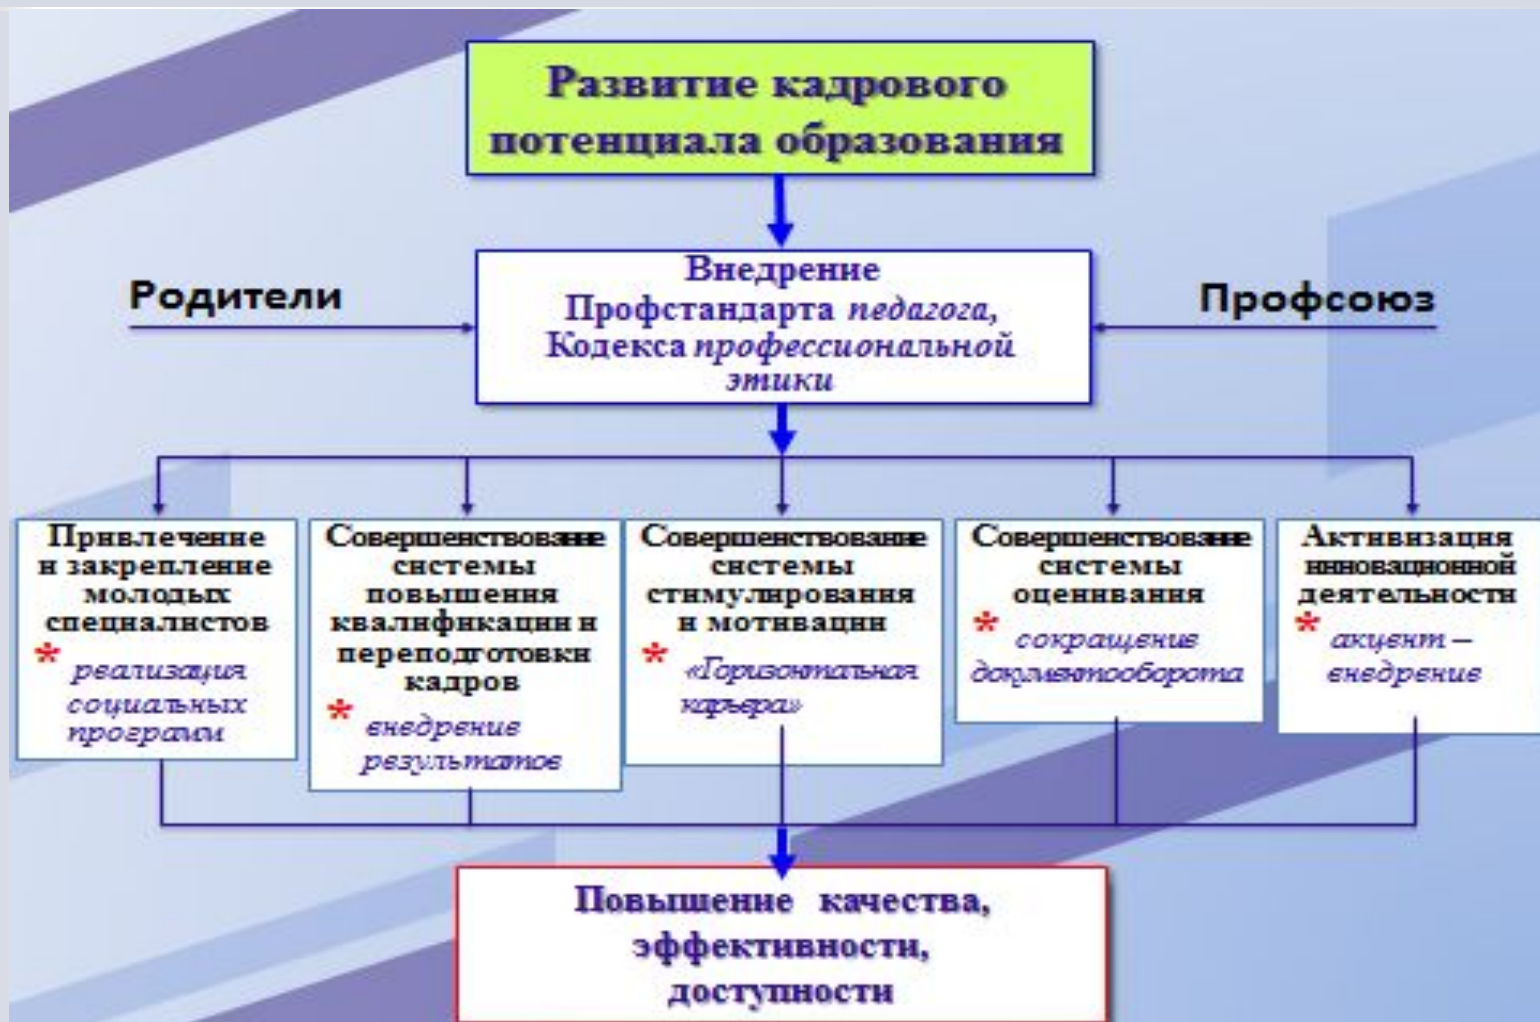 Развитие кадрового
потенциала образования
Внедрение
Профстандарта педагога,
Кодекса профессиональной
этики
Родители
Профсоюз
Привлечение
и закрепление
молодых
специалистов
* реализация
социальных
программ
Совершенствование
системы
повышения
квалификации и
переподготовки
кадров
* внедрение
результатов
Совершенствование
системы
стимулирования
и мотивации
* «Горизонтальная
карьера»
Совершенствование
системы
оценивания
* сокращение
документооборота
Активизация
инновационной
деятельности
* акцент –
внедрение
Повышение качества,
эффективности,
доступности